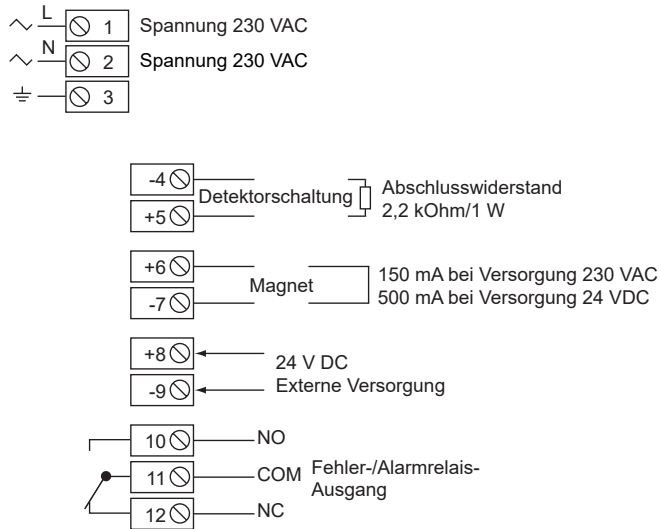 L 1 Spannung 230 VAC
N 2 Spannung 230 VAC
3
-4
Detektorschaltung
+5
Abschlusswiderstand
2,2 kOhm/1 W
+6
Magnet
-7
150 mA bei Versorgung 230 VAC
500 mA bei Versorgung 24 VDC
+8
-9
24 V DC
Externe Versorgung
10 NO
11 COM
12 NC
Fehler-/Alarmrelais-
Ausgang